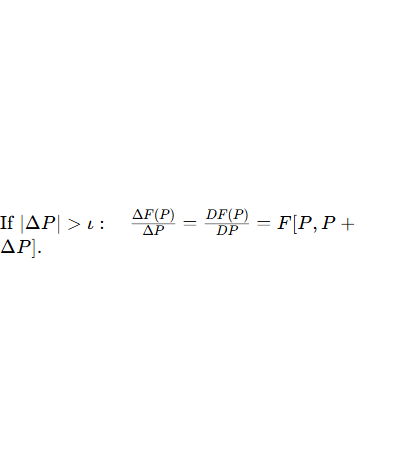 If |ΔP| > ι : ΔF(P)/ΔP = DF(P)/DP = F[P, P +
ΔP].